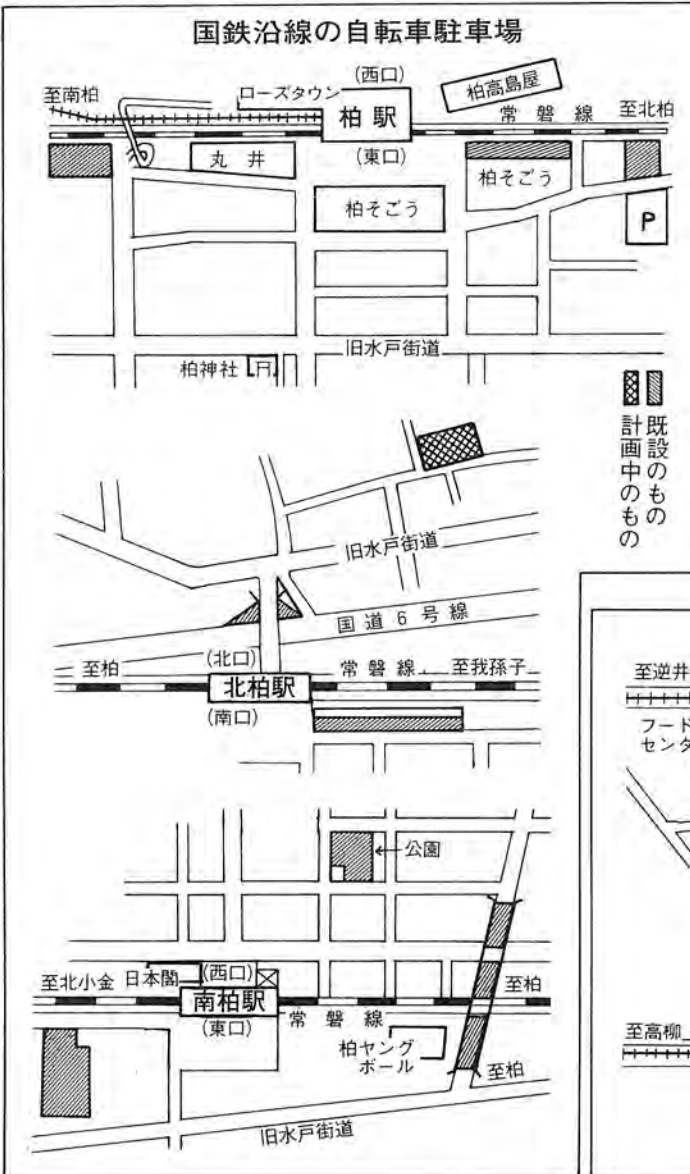 国鉄沿線の自転車駐車場
(西口)
柏高島屋
至南柏
ローズタウン
柏駅
常磐線
至北柏
丸井
(東口)
柏そごう
柏そごう
P
旧水戸街道
柏神社
既設のもの
計画中のもの
旧水戸街道
国道6号線
至柏
(北口)
常磐線
至我孫子
北柏駅
(南口)
至逆井
フード
センタ
公園
至北小金
日本閣
(西口)
至柏
南柏駅
(東口)
常磐線
柏ヤング
ボール
至柏
至高柳
旧水戸街道